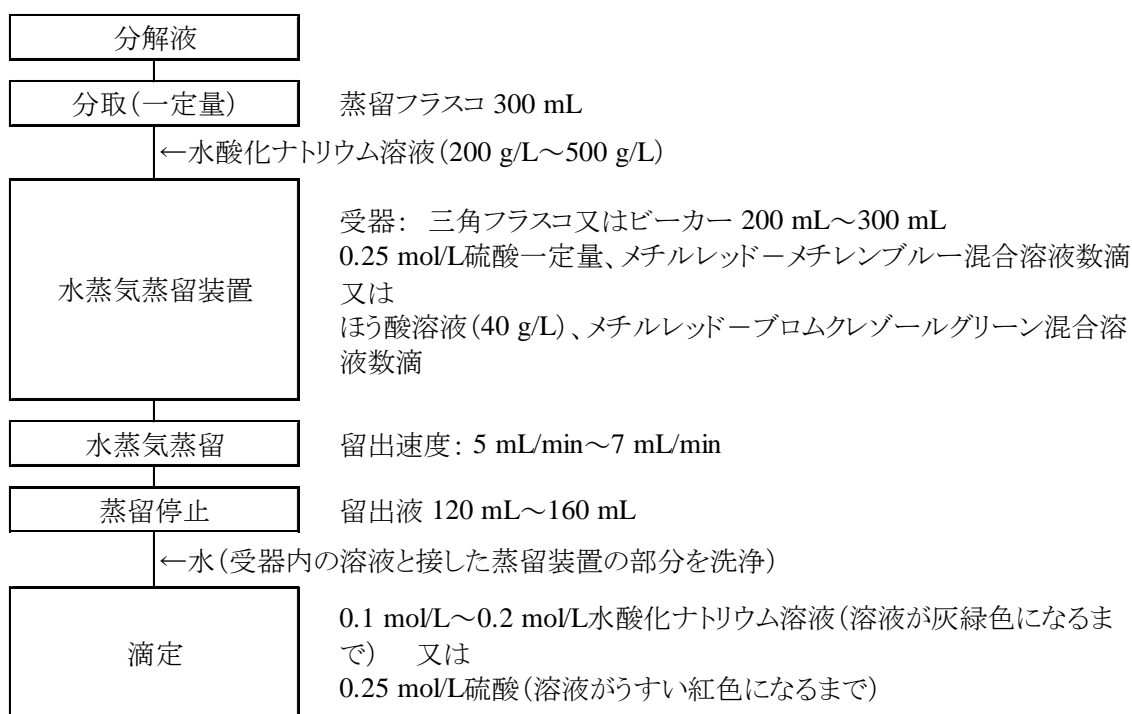 分解液
分取(一定量) 蒸留フラスコ 300 mL
←水酸化ナトリウム溶液(200 g/L～500 g/L)
水蒸気蒸留装置
受器: 三角フラスコ又はビーカー 200 mL～300 mL
0.25 mol/L硫酸一定量、メチルレッド－メチレンブルー混合溶液数滴
又は
ほう酸溶液(40 g/L)、メチルレッド－ブロムクレゾールグリーン混合溶
液数滴
水蒸気蒸留 留出速度: 5 mL/min～7 mL/min
蒸留停止 留出液 120 mL～160 mL
←水(受器内の溶液と接した蒸留装置の部分を洗浄)
滴定
0.1 mol/L～0.2 mol/L水酸化ナトリウム溶液(溶液が灰緑色になるま
で) 又は
0.25 mol/L硫酸(溶液がうすい紅色になるまで)